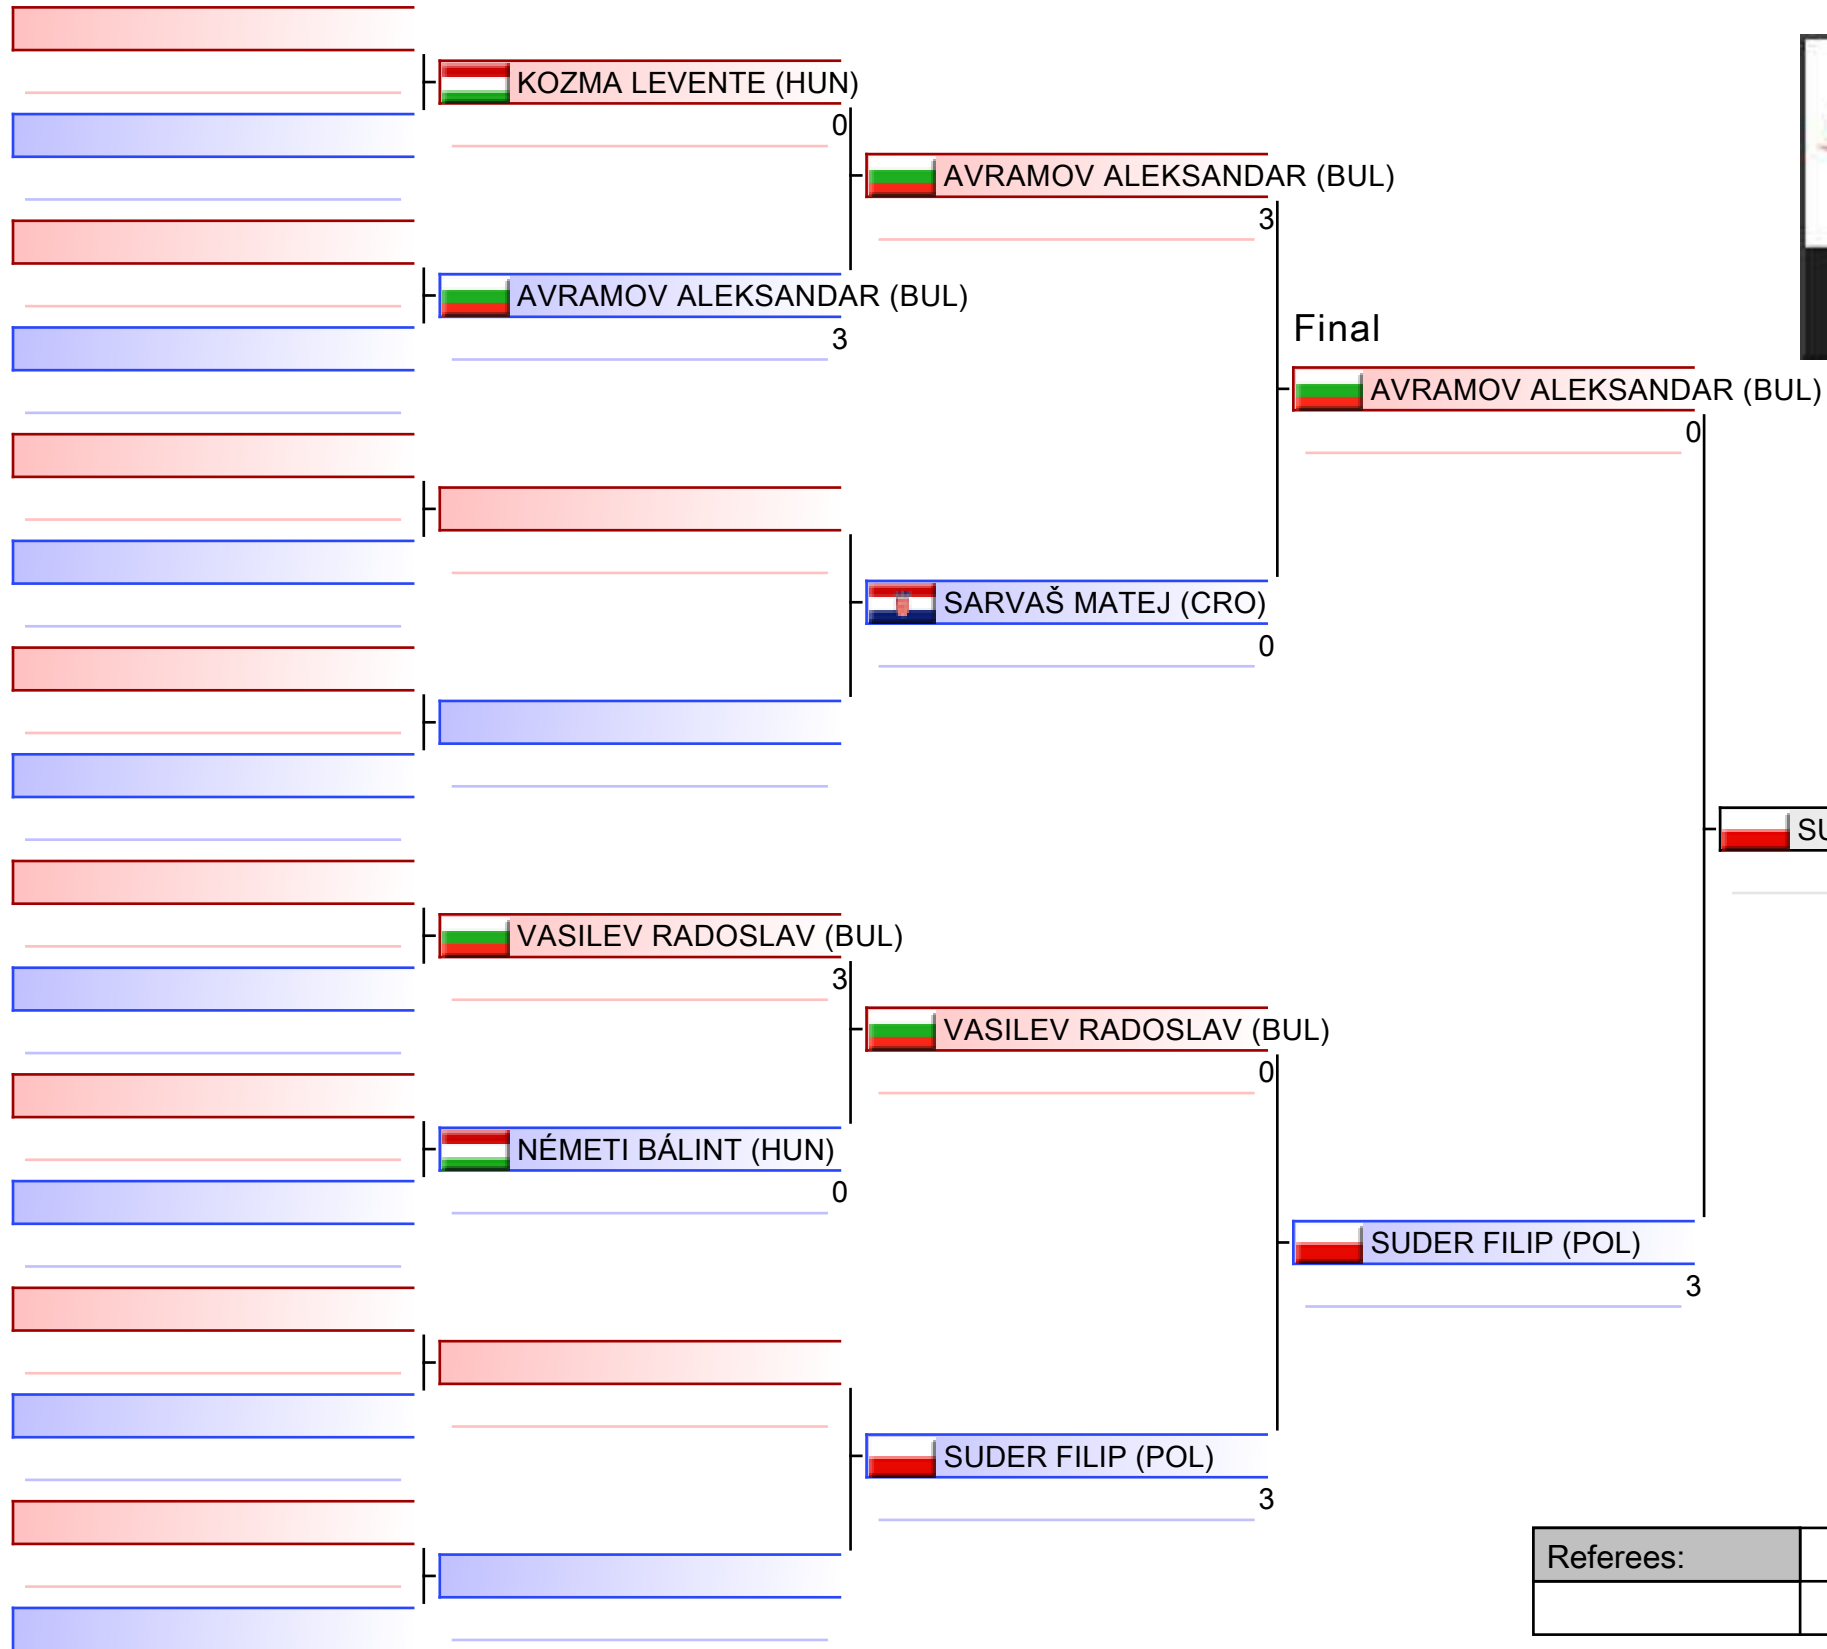 KOZMA LEVENTE (HUN)
0
AVRAMOV ALEKSANDAR (BUL)
3
AVRAMOV ALEKSANDAR (BUL)
3
Final
AVRAMOV ALEKSANDAR (BUL)
0
SARVAŠ MATEJ (CRO)
0
SU
VASILEV RADOSLAV (BUL)
3
VASILEV RADOSLAV (BUL)
0
NÉMETI BÁLINT (HUN)
0
SUDER FILIP (POL)
3
SUDER FILIP (POL)
3
Referees: